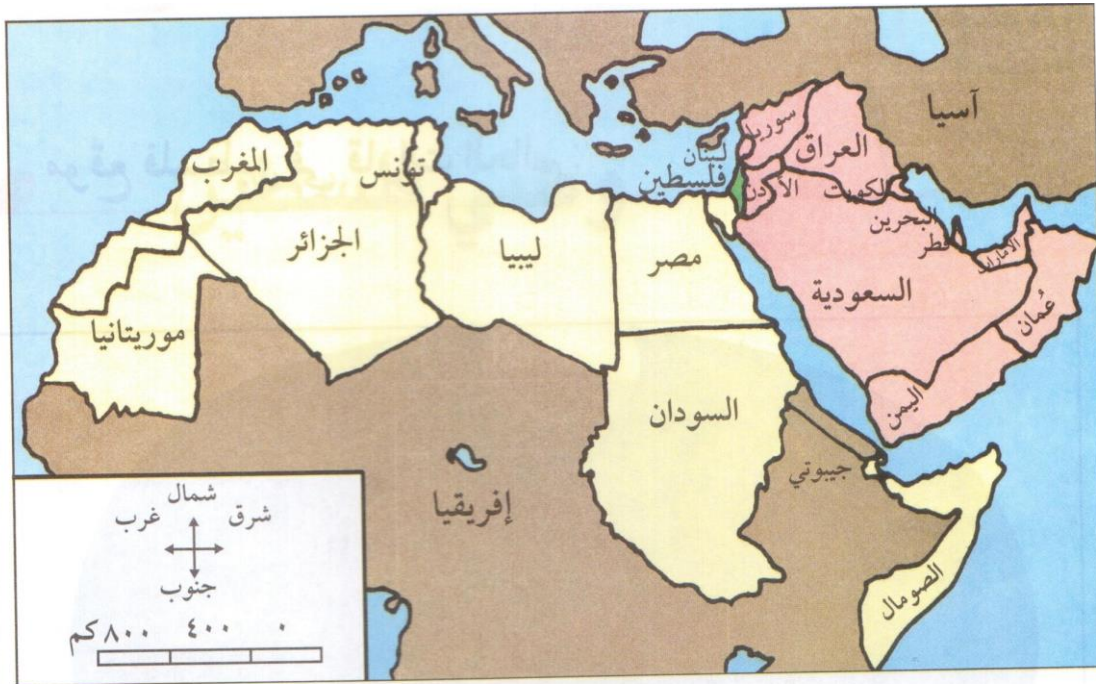 آسيا
سوريا
العراق
لبنان
فلسطين
الأردن
الكويت
البحرين
قطر
الامارات
السعودية
عُمان
اليمن
المغرب
تونس
الجزائر
ليبيا
مصر
موريتانيا
السودان
جيبوتي
إفريقيا
الصومال
شمال
غرب شرق
جنوب
٨٠٠ كم ٤٠٠ ٠